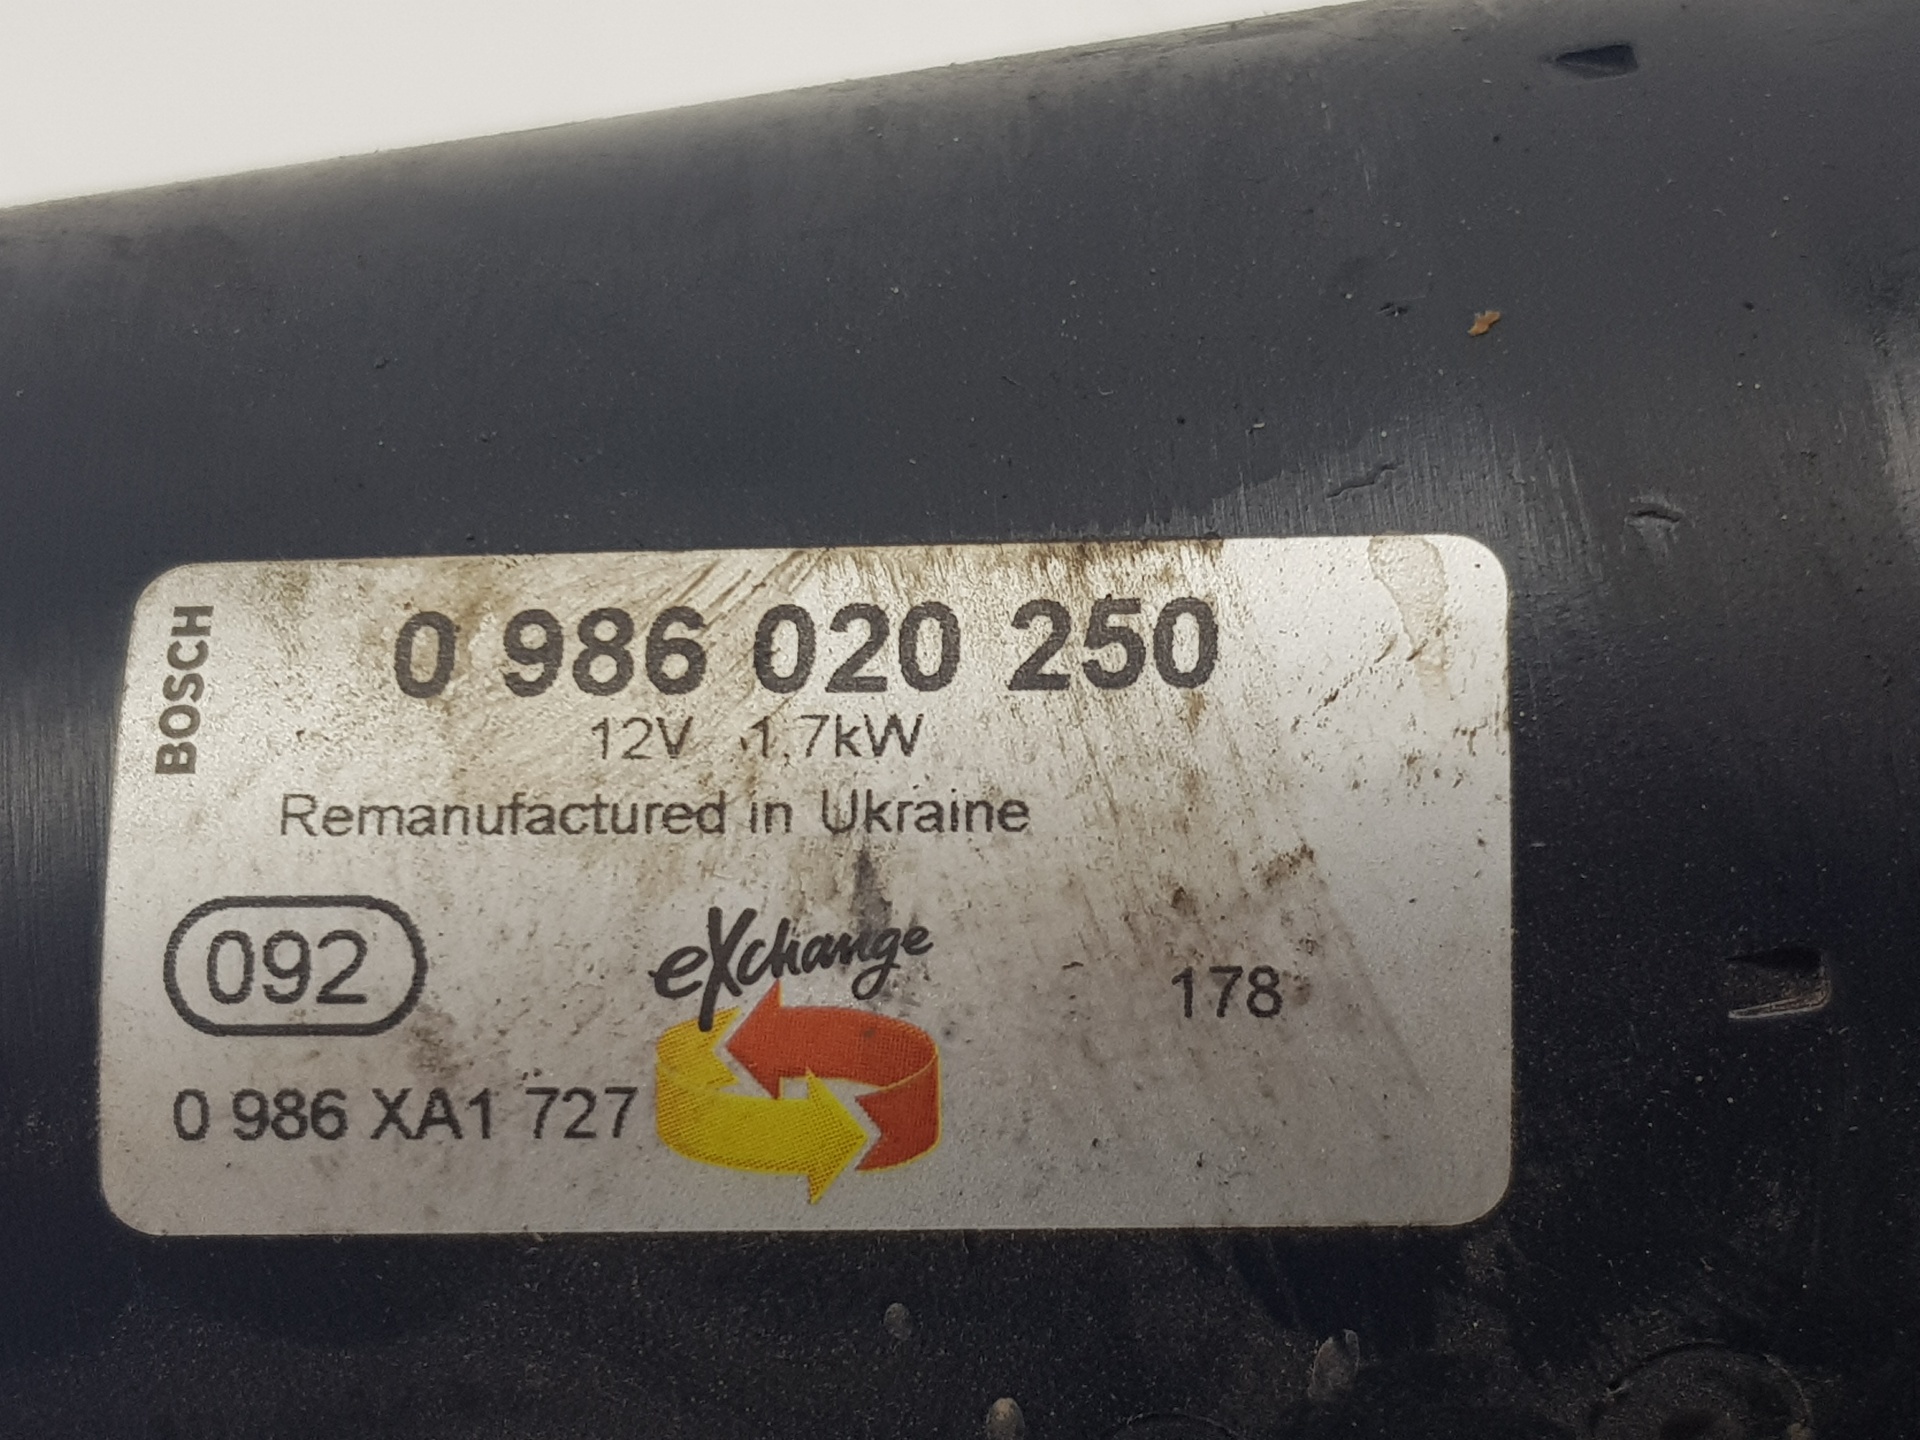 BOSCH
0 986 020 250
12V 1,7kW
Remanufactured in Ukraine
092
eXchange
178
0 986 XA1 727